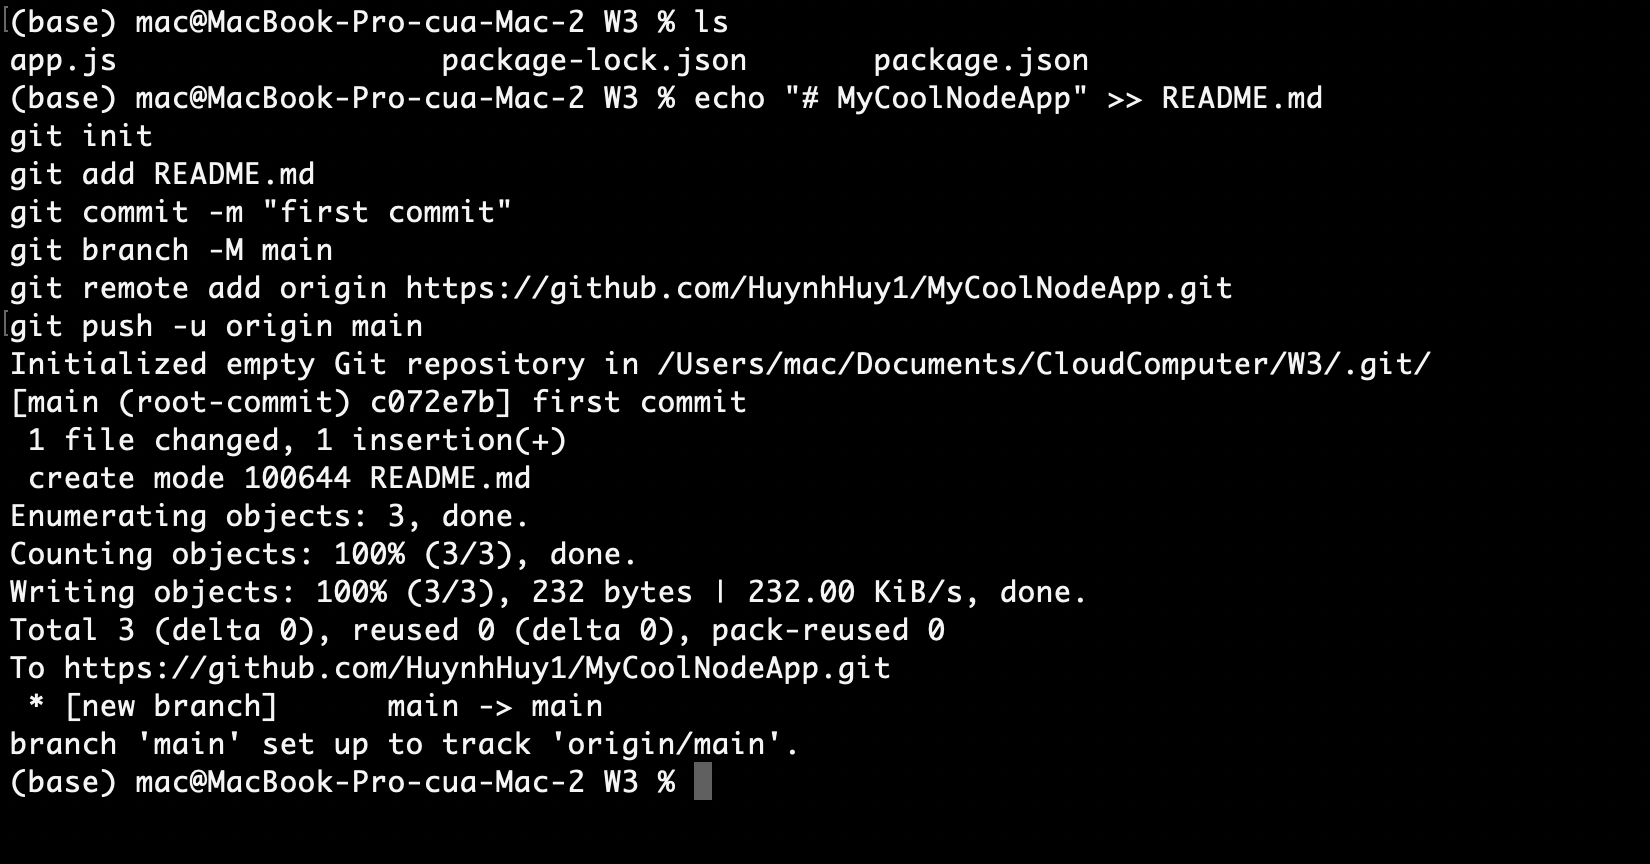 (base) mac@MacBook-Pro-cua-Mac-2 W3 % ls
app.js                  package-lock.json       package.json
(base) mac@MacBook-Pro-cua-Mac-2 W3 % echo "# MyCoolNodeApp" >> README.md
git init
git add README.md
git commit -m "first commit"
git branch -M main
git remote add origin https://github.com/HuynhHuy1/MyCoolNodeApp.git
git push -u origin main
Initialized empty Git repository in /Users/mac/Documents/CloudComputer/W3/.git/
[main (root-commit) c072e7b] first commit
 1 file changed, 1 insertion(+)
 create mode 100644 README.md
Enumerating objects: 3, done.
Counting objects: 100% (3/3), done.
Writing objects: 100% (3/3), 232 bytes | 232.00 KiB/s, done.
Total 3 (delta 0), reused 0 (delta 0), pack-reused 0
To https://github.com/HuynhHuy1/MyCoolNodeApp.git
 * [new branch]      main -> main
branch 'main' set up to track 'origin/main'.
(base) mac@MacBook-Pro-cua-Mac-2 W3 %